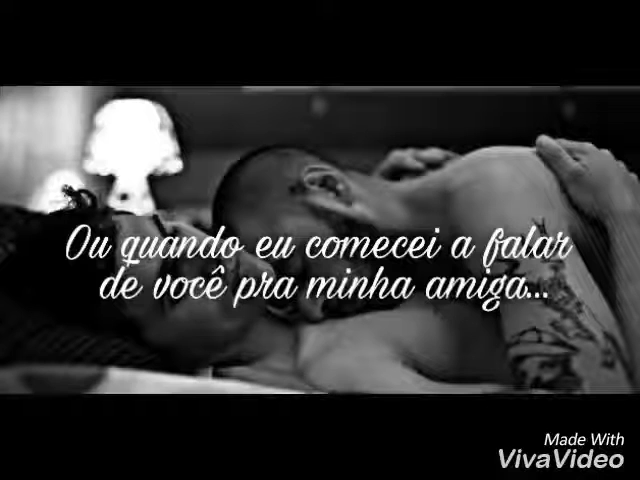 Ou quando eu comecei a falar
de você pra minha amiga...
Made With
VivaVideo